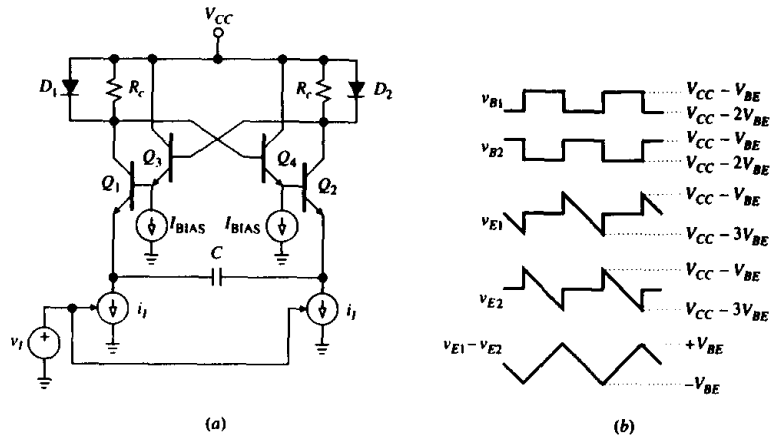 V_CC
D_1
R_c
R_c
D_2
Q_3
Q_4
Q_1
Q_2
I_BIAS
I_BIAS
C
i_I
i_I
v_I
+
(a)
v_B1
V_CC − V_BE
V_CC − 2V_BE
v_B2
V_CC − V_BE
V_CC − 2V_BE
v_E1
V_CC − V_BE
V_CC − 3V_BE
v_E2
V_CC − V_BE
V_CC − 3V_BE
v_E1 − v_E2
+V_BE
−V_BE
(b)